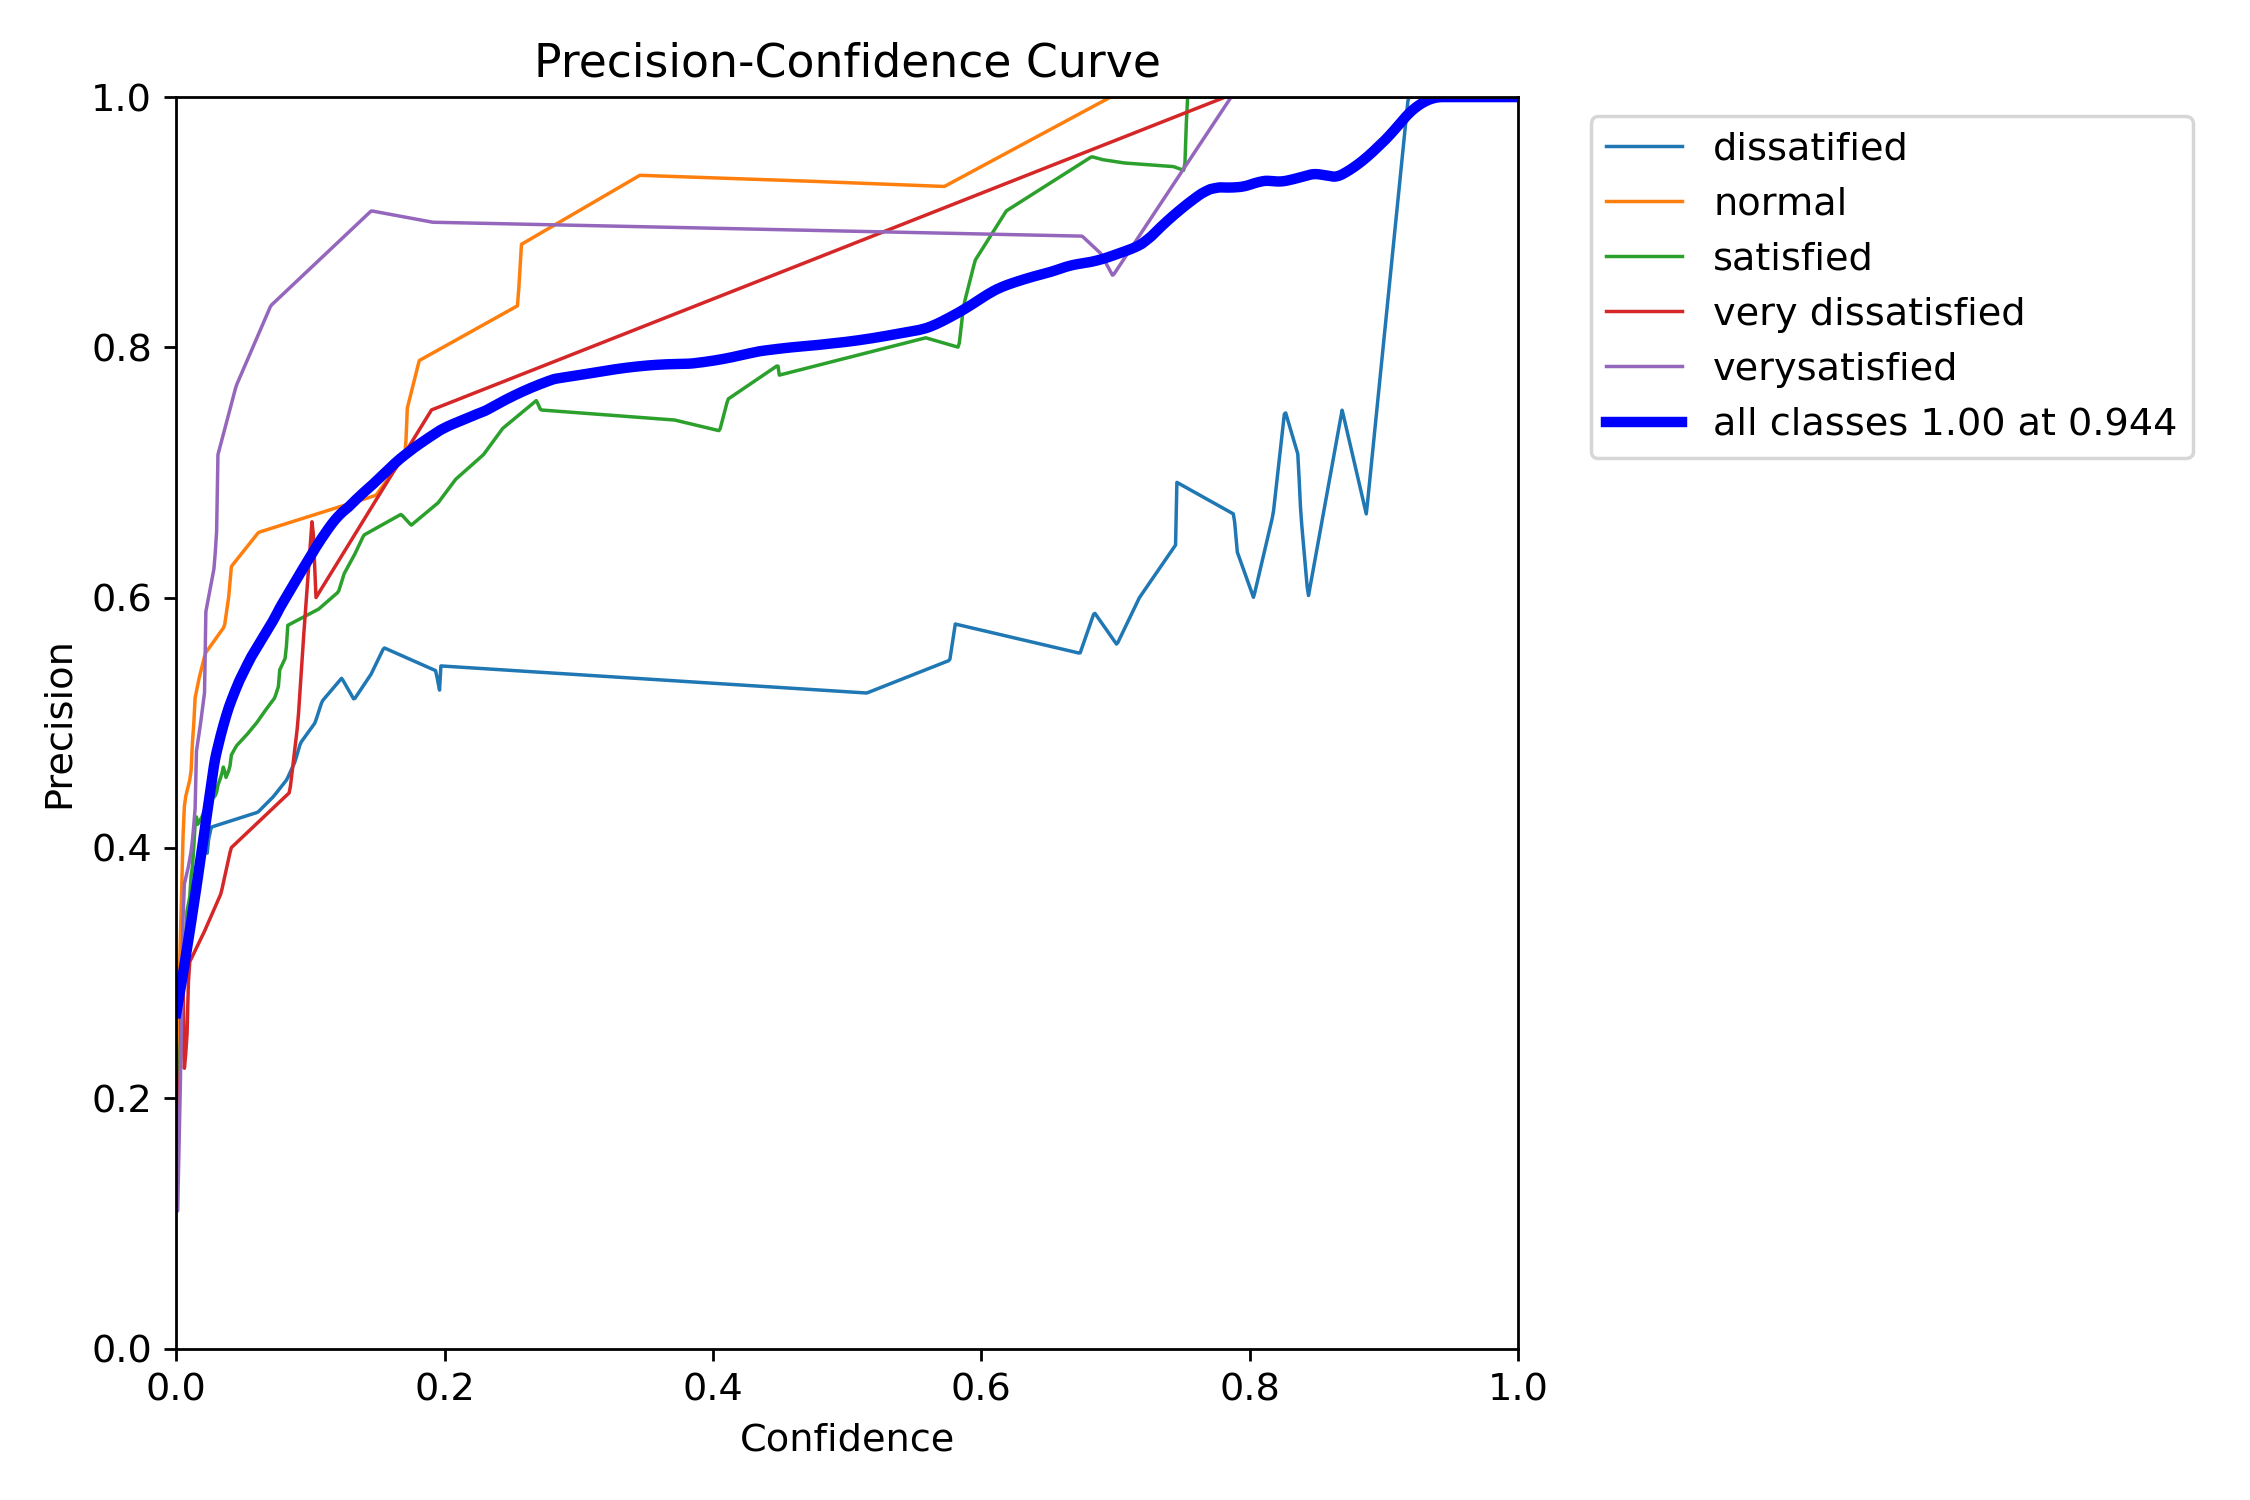 Precision-Confidence Curve
1.0
0.8
0.6
0.4
0.2
0.0
Precision
0.0 0.2 0.4 0.6 0.8 1.0
Confidence
dissatified
normal
satisfied
very dissatisfied
verysatisfied
all classes 1.00 at 0.944